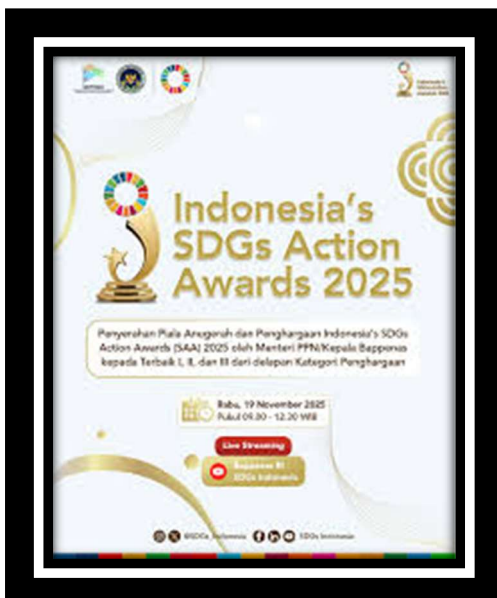 Indonesia's
SDGs Action
Awards 2025
Penyerahan Piala Anugerah dan Penghargaan Indonesia's SDGs
Action Awards (SAA) 2025 oleh Menteri PPN/Kepala Bappenas
kepada Terbaik I, II, dan III dari delapan Kategori Penghargaan
Rabu, 19 November 2025
Pukul 09.00 - 12.30 WIB
Live Streaming
Bappenas RI
SDGs Indonesia
@SDGs_Indonesia
SDGs Indonesia